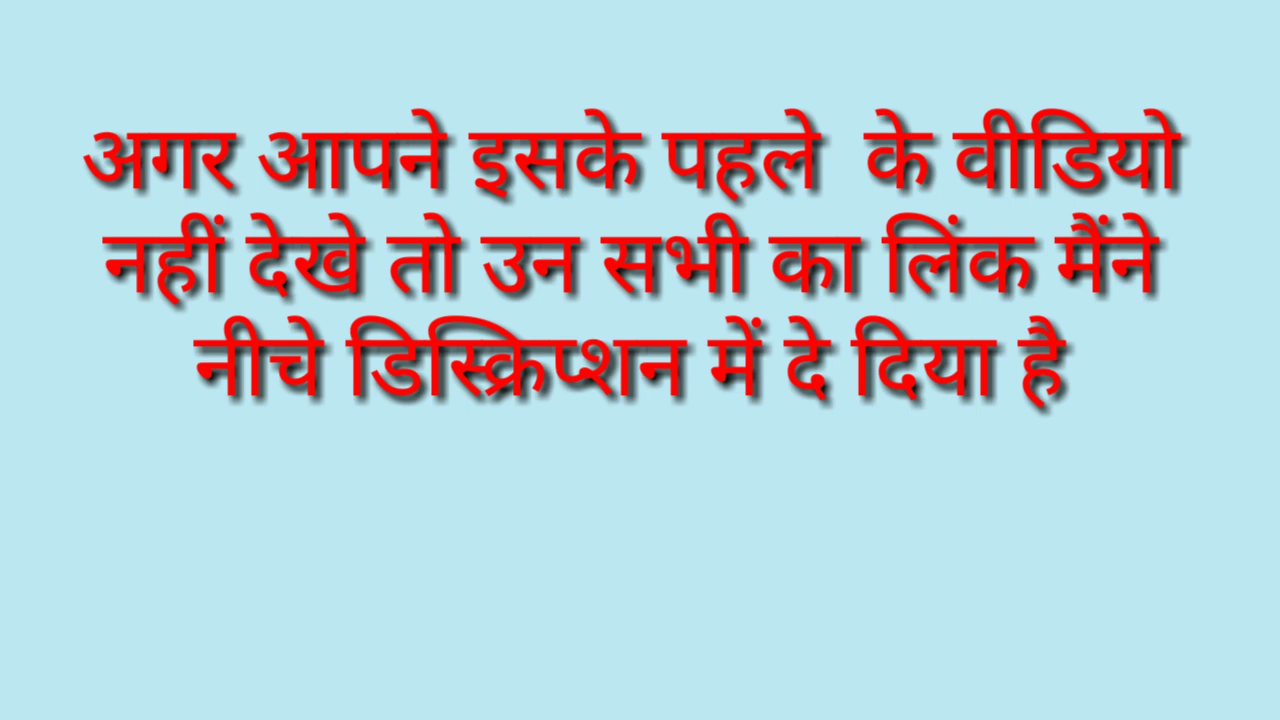 अगर आपने इसके पहले के वीडियो
नहीं देखे तो उन सभी का लिंक मैंने
नीचे डिस्क्रिप्शन में दे दिया है